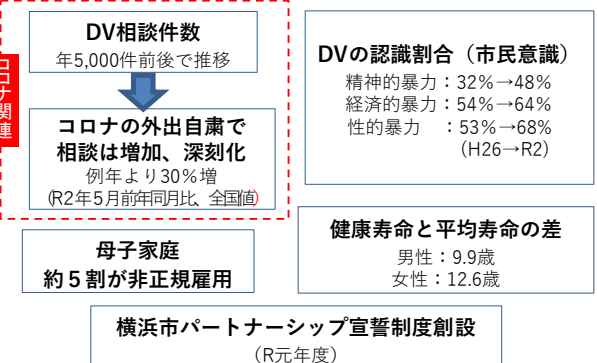 コロナ関連
DV相談件数
年5,000件前後で推移
コロナの外出自粛で
相談は増加、深刻化
例年より30％増
(R2年５月前年同月比、全国値)
母子家庭
約５割が非正規雇用
DVの認識割合（市民意識）
精神的暴力：32％→48％
経済的暴力：54％→64％
性的暴力　：53％→68％
(H26→R2)
健康寿命と平均寿命の差
男性：9.9歳
女性：12.6歳
横浜市パートナーシップ宣誓制度創設
（R元年度）